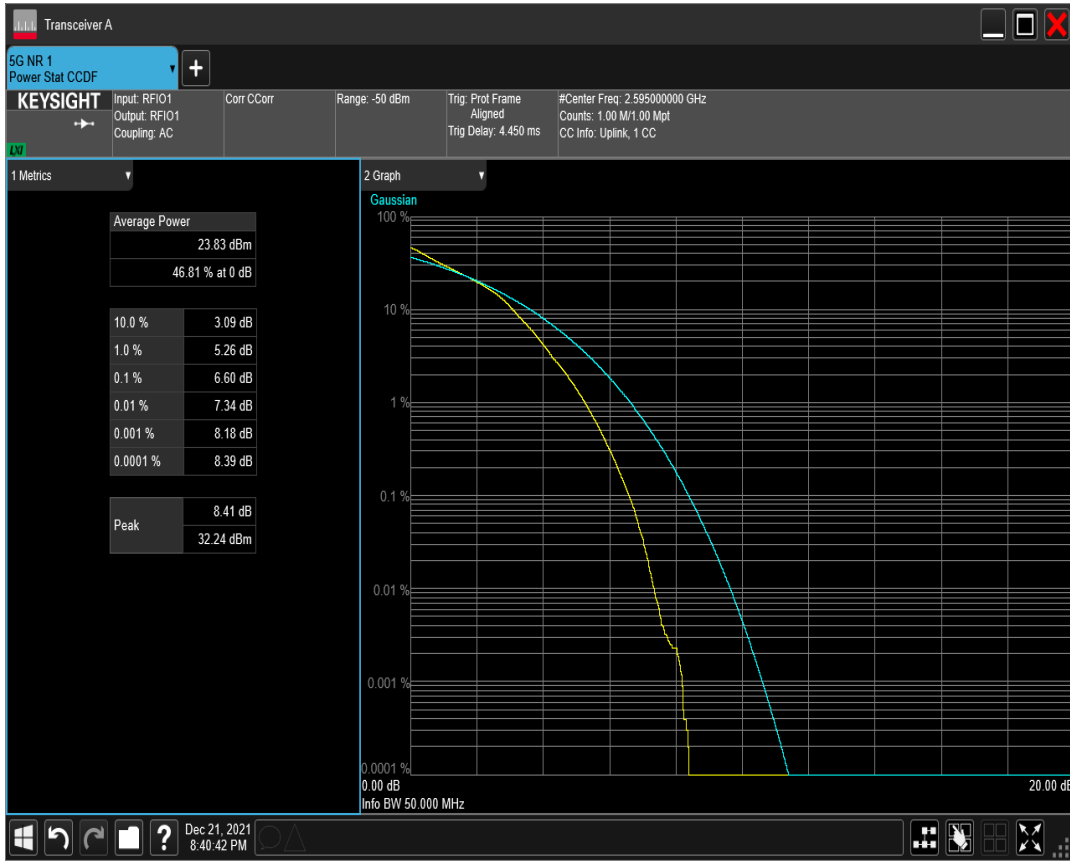 Transceiver A
5G NR 1
Power Stat CCDF
KEYSIGHT
LXI
Input: RFIO1
Output: RFIO1
Coupling: AC
Corr CCorr
Range: -50 dBm
Trig: Prot Frame
Aligned
Trig Delay: 4.450 ms
#Center Freq: 2.595000000 GHz
Counts: 1.00 M/1.00 Mpt
CC Info: Uplink, 1 CC
1 Metrics
Average Power
23.83 dBm
46.81 % at 0 dB
10.0 % 3.09 dB
1.0 % 5.26 dB
0.1 % 6.60 dB
0.01 % 7.34 dB
0.001 % 8.18 dB
0.0001 % 8.39 dB
Peak 8.41 dB
32.24 dBm
2 Graph
Gaussian
100 %
10 %
1 %
0.1 %
0.01 %
0.001 %
0.0001 %
0.00 dB 20.00 dB
Info BW 50.000 MHz
? Dec 21, 2021
8:40:42 PM